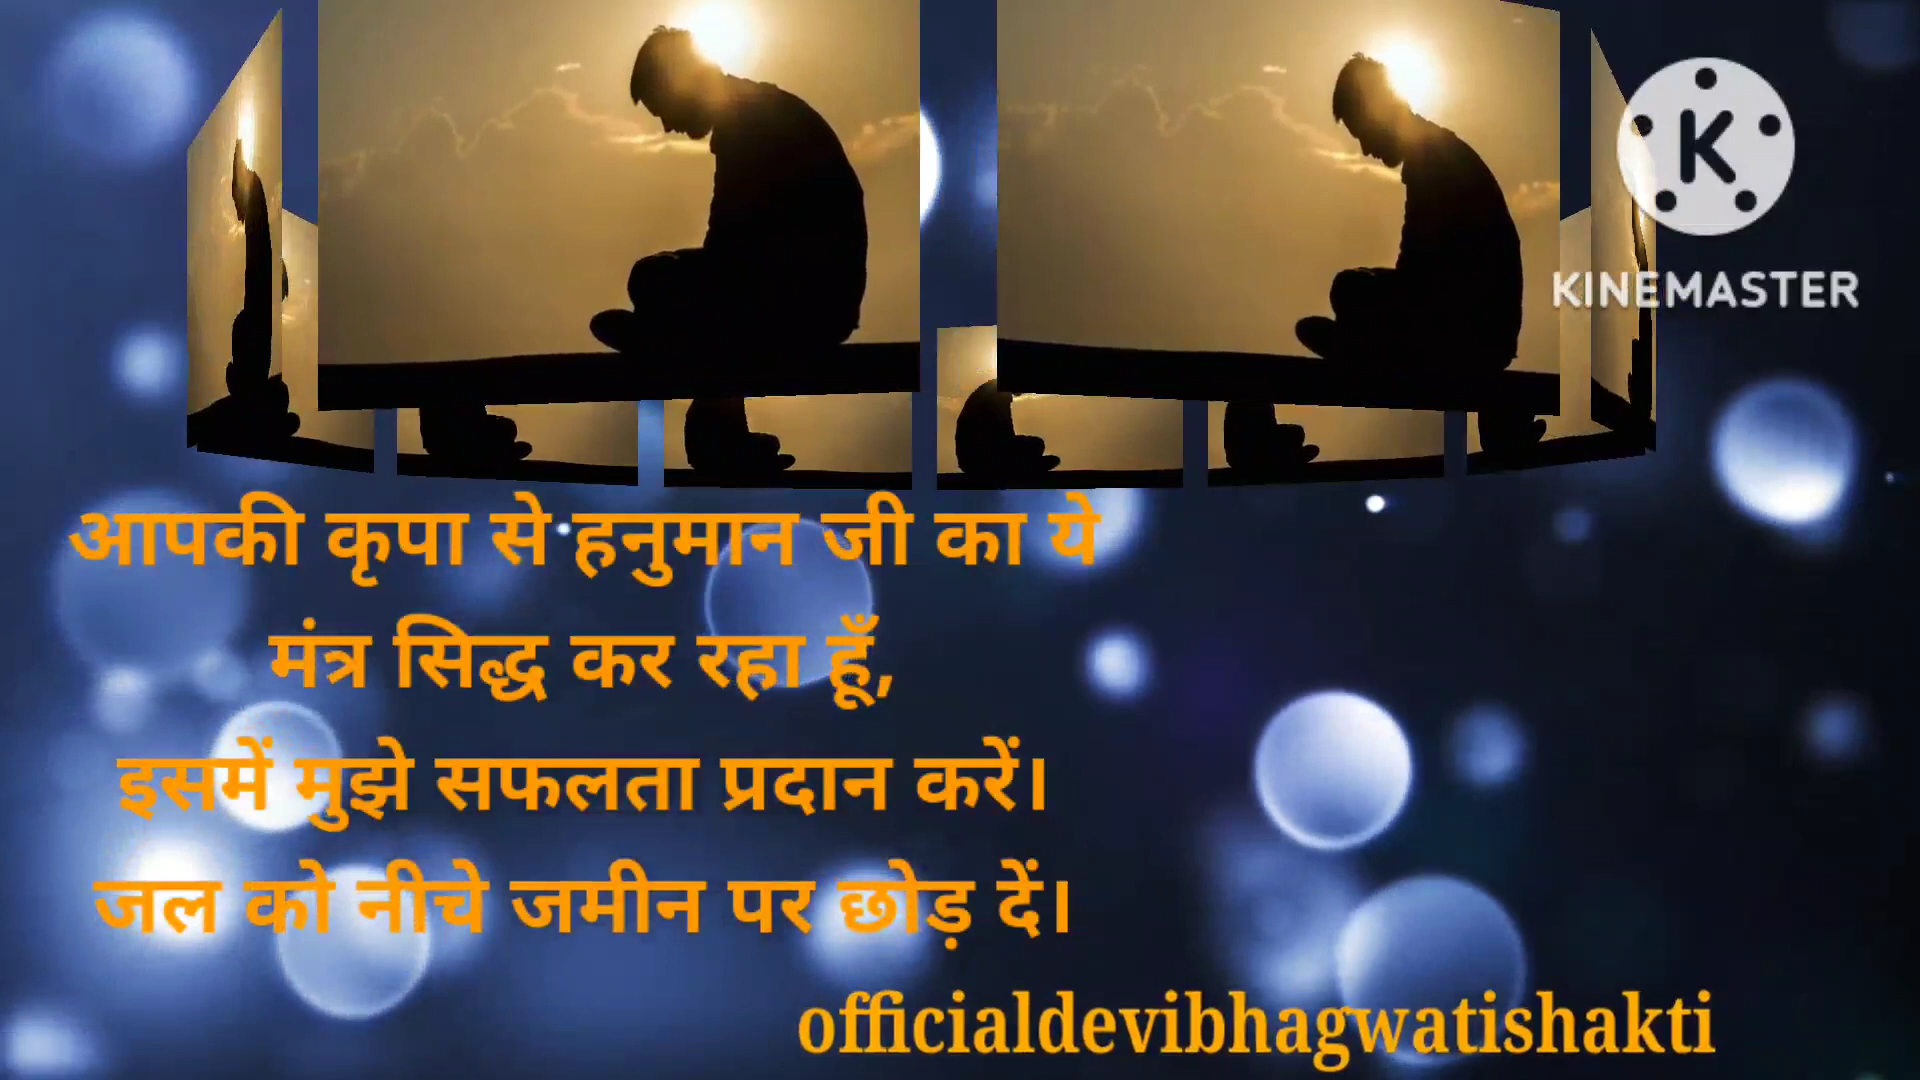 KINEMASTER
आपकी कृपा से हनुमान जी का ये
मंत्र सिद्ध कर रहा हूँ,
इसमें मुझे सफलता प्रदान करें।
जल को नीचे जमीन पर छोड़ दें।
officialdevibhagwatishakti